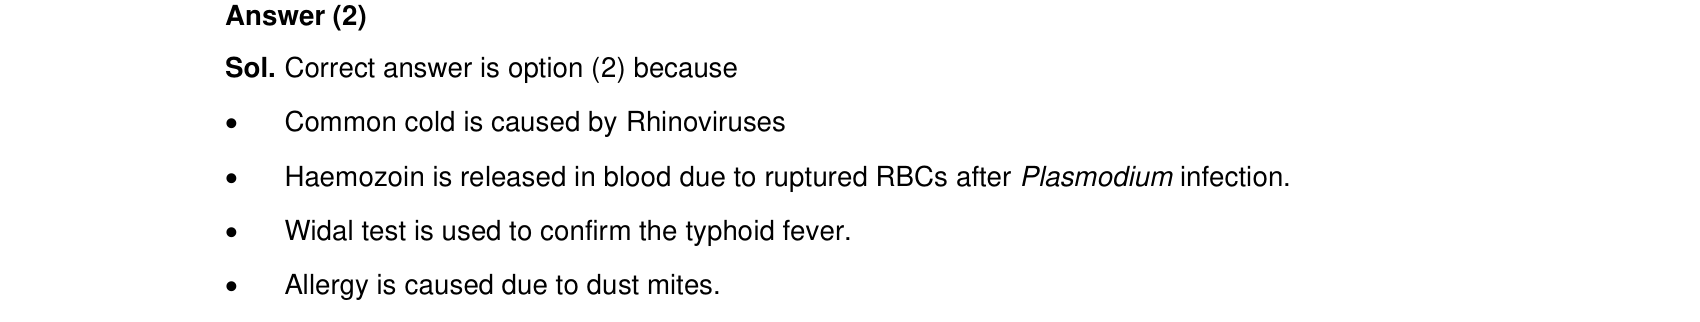 Answer (2)
Sol. Correct answer is option (2) because
• Common cold is caused by Rhinoviruses
• Haemozoin is released in blood due to ruptured RBCs after Plasmodium infection.
• Widal test is used to confirm the typhoid fever.
• Allergy is caused due to dust mites.